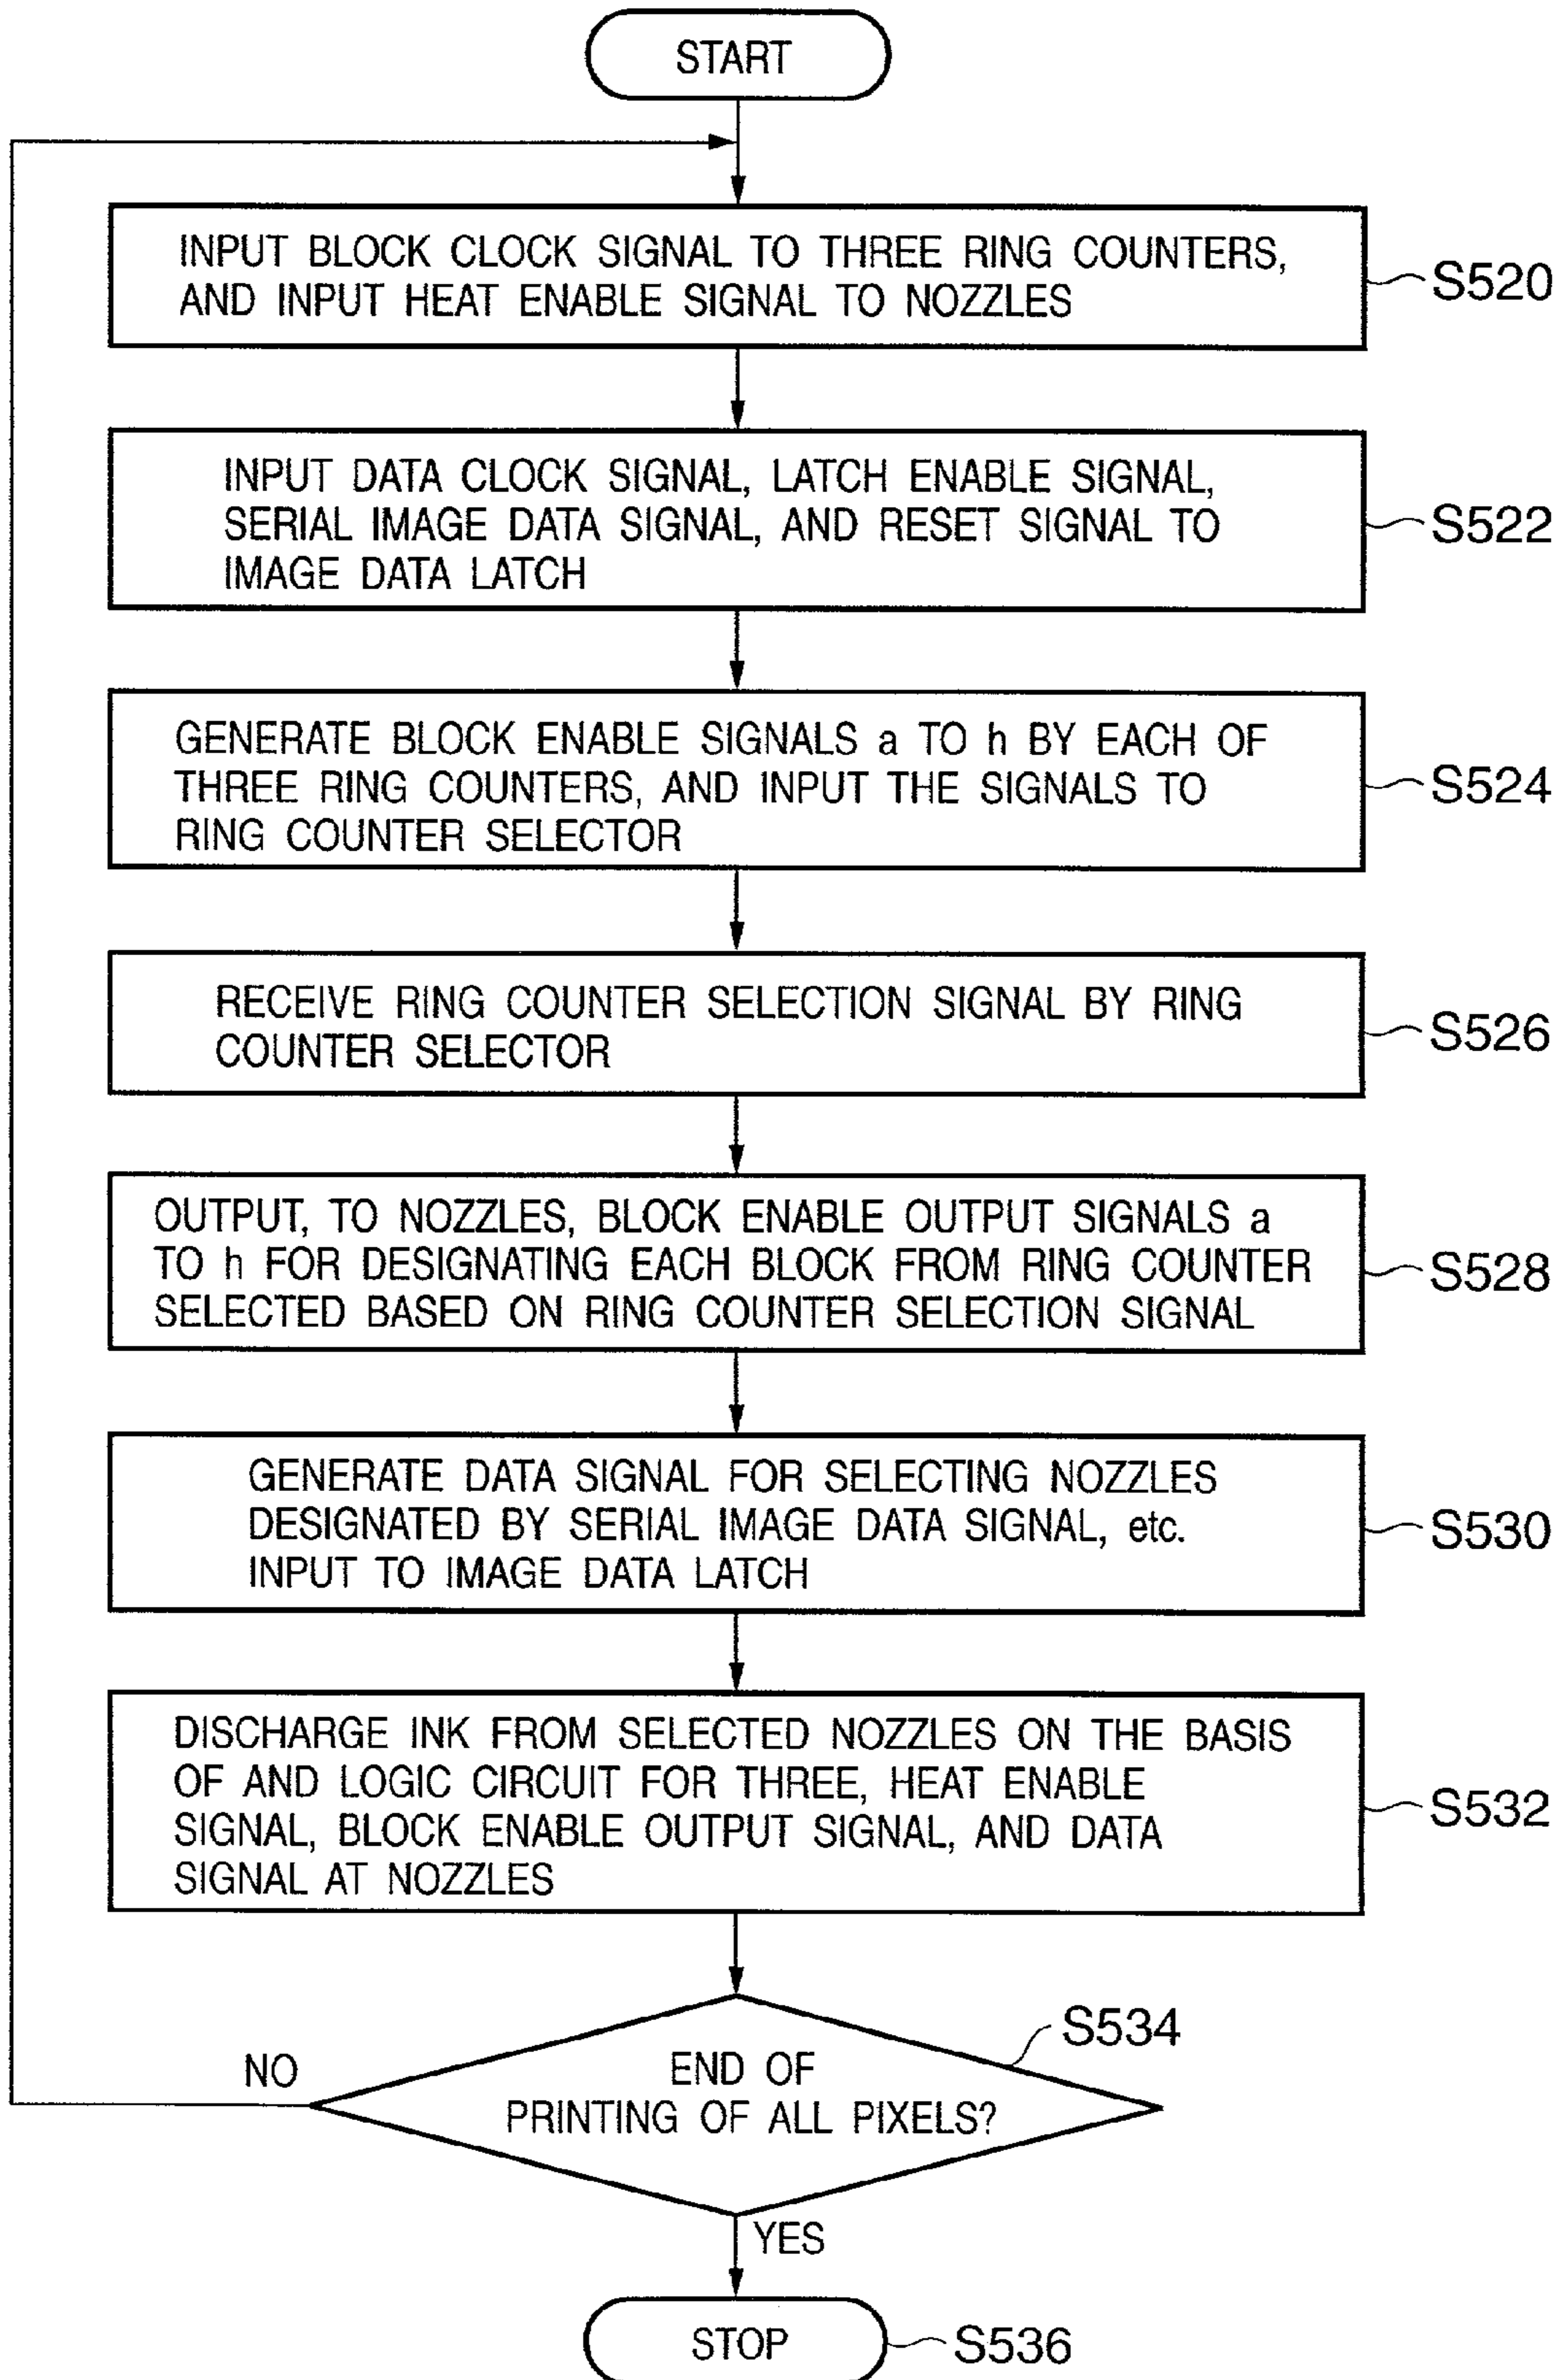 START
INPUT BLOCK CLOCK SIGNAL TO THREE RING COUNTERS,
AND INPUT HEAT ENABLE SIGNAL TO NOZZLES
S520
INPUT DATA CLOCK SIGNAL, LATCH ENABLE SIGNAL,
SERIAL IMAGE DATA SIGNAL, AND RESET SIGNAL TO
IMAGE DATA LATCH
S522
GENERATE BLOCK ENABLE SIGNALS a TO h BY EACH OF
THREE RING COUNTERS, AND INPUT THE SIGNALS TO
RING COUNTER SELECTOR
S524
RECEIVE RING COUNTER SELECTION SIGNAL BY RING
COUNTER SELECTOR
S526
OUTPUT, TO NOZZLES, BLOCK ENABLE OUTPUT SIGNALS a
TO h FOR DESIGNATING EACH BLOCK FROM RING COUNTER
SELECTED BASED ON RING COUNTER SELECTION SIGNAL
S528
GENERATE DATA SIGNAL FOR SELECTING NOZZLES
DESIGNATED BY SERIAL IMAGE DATA SIGNAL, etc.
INPUT TO IMAGE DATA LATCH
S530
DISCHARGE INK FROM SELECTED NOZZLES ON THE BASIS
OF AND LOGIC CIRCUIT FOR THREE, HEAT ENABLE
SIGNAL, BLOCK ENABLE OUTPUT SIGNAL, AND DATA
SIGNAL AT NOZZLES
S532
S534
NO
END OF
PRINTING OF ALL PIXELS?
YES
STOP
S536